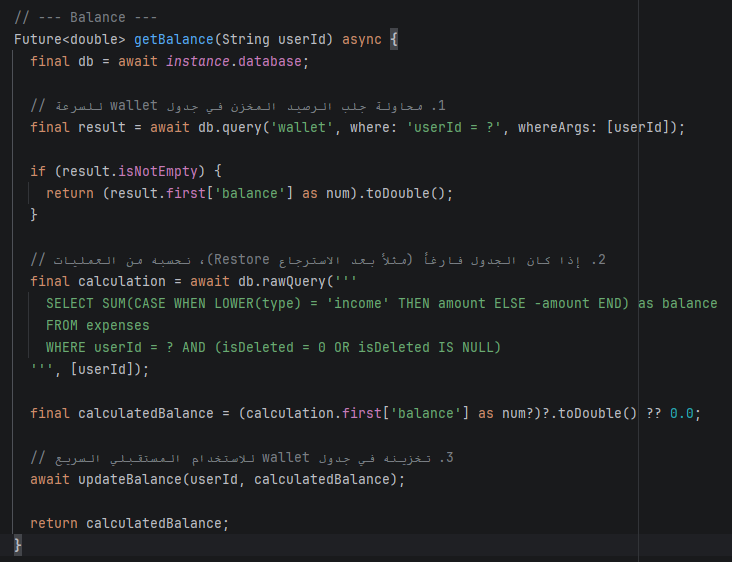 // --- Balance ---
Future<double> getBalance(String userId) async {
final db = await instance.database;
// 1. محاولة جلب الرصيد المخزن في جدول wallet للسرعة
final result = await db.query('wallet', where: 'userId = ?', whereArgs: [userId]);
if (result.isNotEmpty) {
return (result.first['balance'] as num).toDouble();
}
// 2. إذا كان الجدول فارغاً (مثلاً بعد الاسترجاع Restore)، نحسبه من العمليات
final calculation = await db.rawQuery('''
SELECT SUM(CASE WHEN LOWER(type) = 'income' THEN amount ELSE -amount END) as balance
FROM expenses
WHERE userId = ? AND (isDeleted = 0 OR isDeleted IS NULL)
''', [userId]);
final calculatedBalance = (calculation.first['balance'] as num?)?.toDouble() ?? 0.0;
// 3. تخزينه في جدول wallet للاستخدام المستقبلي السريع
await updateBalance(userId, calculatedBalance);
return calculatedBalance;
}